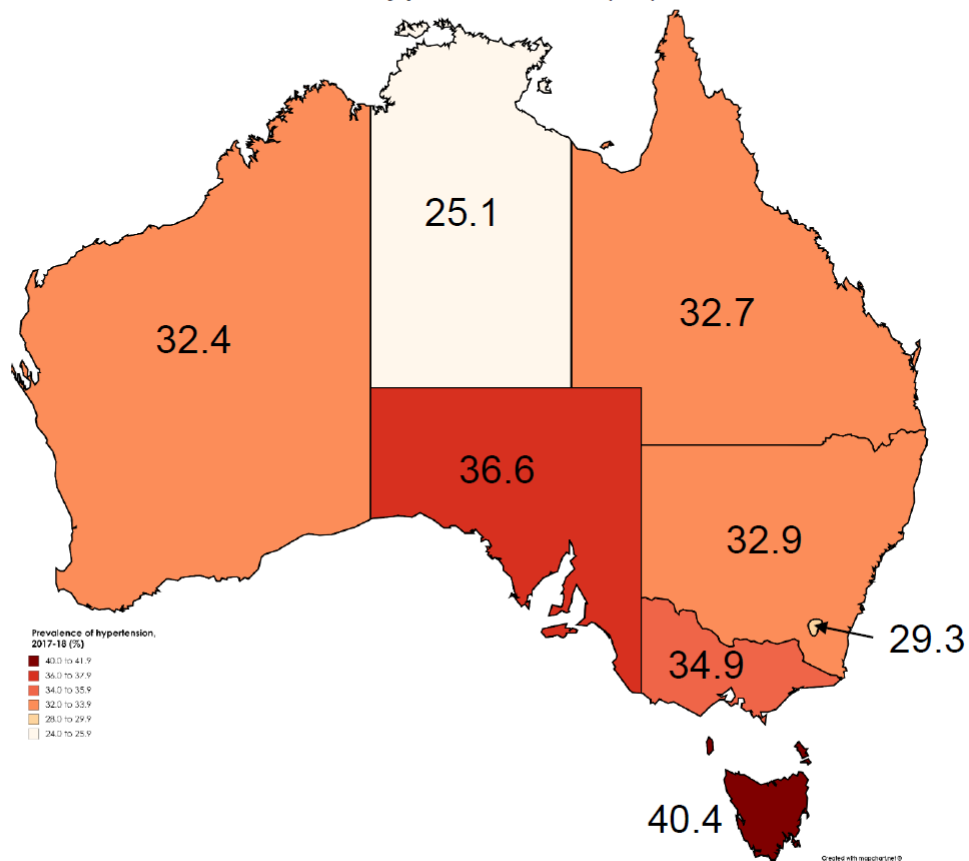 25.1
32.4
32.7
36.6
32.9
29.3
34.9
40.4
Prevalence of hypertension,
2017-18 (%)
40.0 to 41.9
36.0 to 37.9
34.0 to 35.9
32.0 to 33.9
28.0 to 29.9
24.0 to 25.9
Created with mapchart.net ©